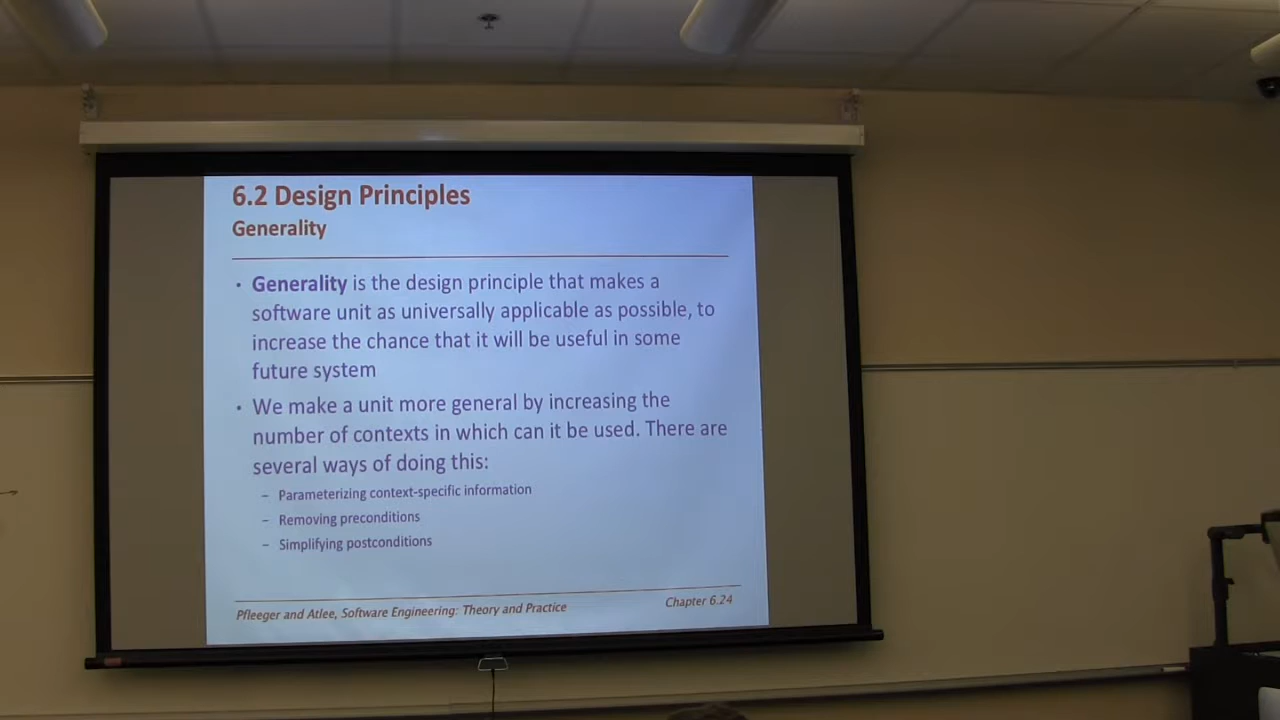 6.2 Design Principles
Generality
• Generality is the design principle that makes a
software unit as universally applicable as possible, to
increase the chance that it will be useful in some
future system
• We make a unit more general by increasing the
number of contexts in which can it be used. There are
several ways of doing this:
– Parameterizing context-specific information
– Removing preconditions
– Simplifying postconditions
Pfleeger and Atlee, Software Engineering: Theory and Practice
Chapter 6.24